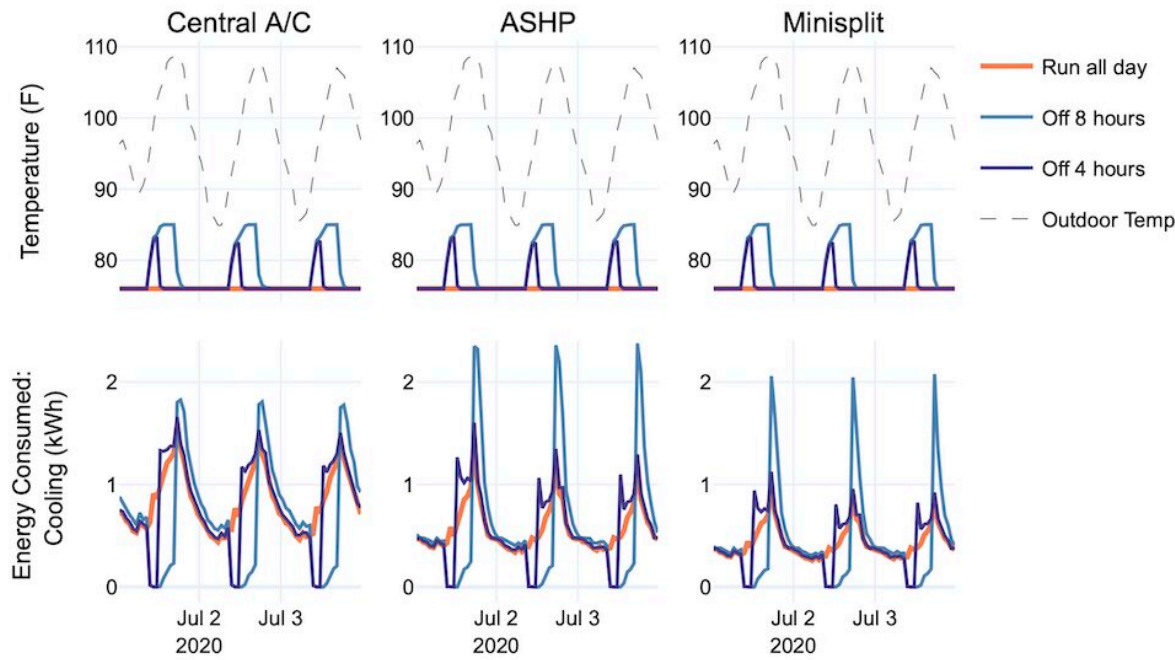 Central A/C
ASHP
Minisplit
Temperature (F)
110
100
90
80
110
100
90
80
110
100
90
80
Run all day
Off 8 hours
Off 4 hours
Outdoor Temp
Energy Consumed:
Cooling (kWh)
2
1
0
2
1
0
2
1
0
Jul 2
2020
Jul 3
Jul 2
2020
Jul 3
Jul 2
2020
Jul 3